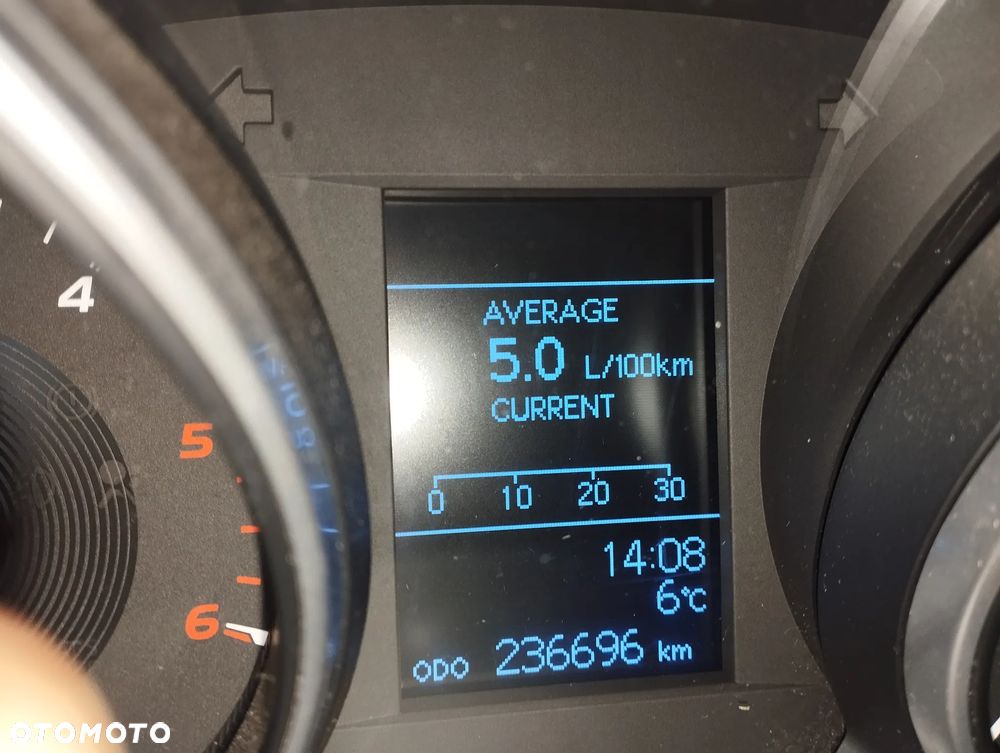 4
5
6
AVERAGE
5.0 L/100km
CURRENT
0 10 20 30
14:08
6°C
ODO 236696 km
OTOMOTO